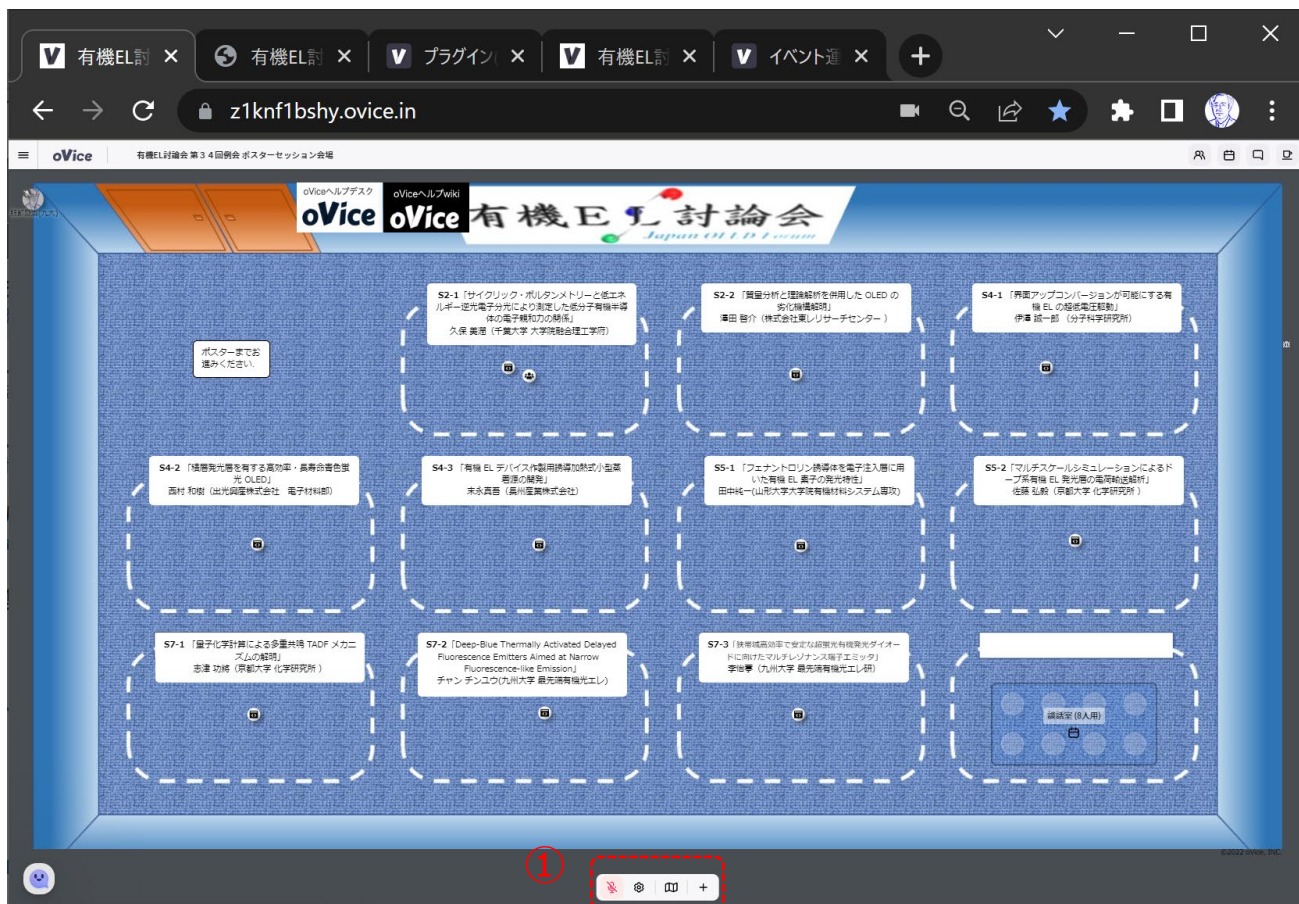 有機EL討
有機EL討
プラグイン(
有機EL討
イベント運
z1knf1bshy.ovice.in
oVice
有機EL討論会 第34回例会 ポスターセッション会場
oViceヘルプデスク
oVice
oViceヘルプwiki
oVice
有機EL討論会
Japan OLED Forum
ポスターまでお
進みください.
S2-1「サイクリック・ボルタンメトリーと低エネ
ルギー逆光電子分光により測定した低分子有機半導
体の電子親和力の関係」
久保 美潤(千葉大学 大学院融合理工学府)
S2-2 「質量分析と理論解析を併用した OLED の
劣化機構解明」
澤田 啓介(株式会社東レリサーチセンター )
S4-1 「界面アップコンバージョンが可能にする有
機 EL の超低電圧駆動」
伊澤 誠一郎 (分子科学研究所)
S4-2 「積層発光層を有する高効率・長寿命青色蛍
光 OLED」
西村 和樹(出光興産株式会社 電子材料部)
S4-3 「有機 EL デバイス作製用誘導加熱式小型蒸
着源の開発」
末永真吾(長州産業株式会社)
S5-1 「フェナントロリン誘導体を電子注入層に用
いた有機 EL 素子の発光特性」
田中純一(山形大学大学院有機材料システム専攻)
S5-2「マルチスケールシミュレーションによるド
ープ系有機 EL 発光層の電荷輸送解析」
佐藤 弘毅(京都大学 化学研究所 )
S7-1 「量子化学計算による多重共鳴 TADF メカニ
ズムの解明」
志津 功將(京都大学 化学研究所 )
S7-2「Deep-Blue Thermally Activated Delayed
Fluorescence Emitters Aimed at Narrow
Fluorescence-like Emission」
チャン チンユウ(九州大学 最先端有機光エレ)
S7-3「狭帯域高効率で安定な超蛍光有機発光ダイオー
ドに向けたマルチレゾナンス端子エミッタ」
李怡夢(九州大学 最先端有機光エレ研)
談話室 (8人用)
©2022 oVice, INC.
①